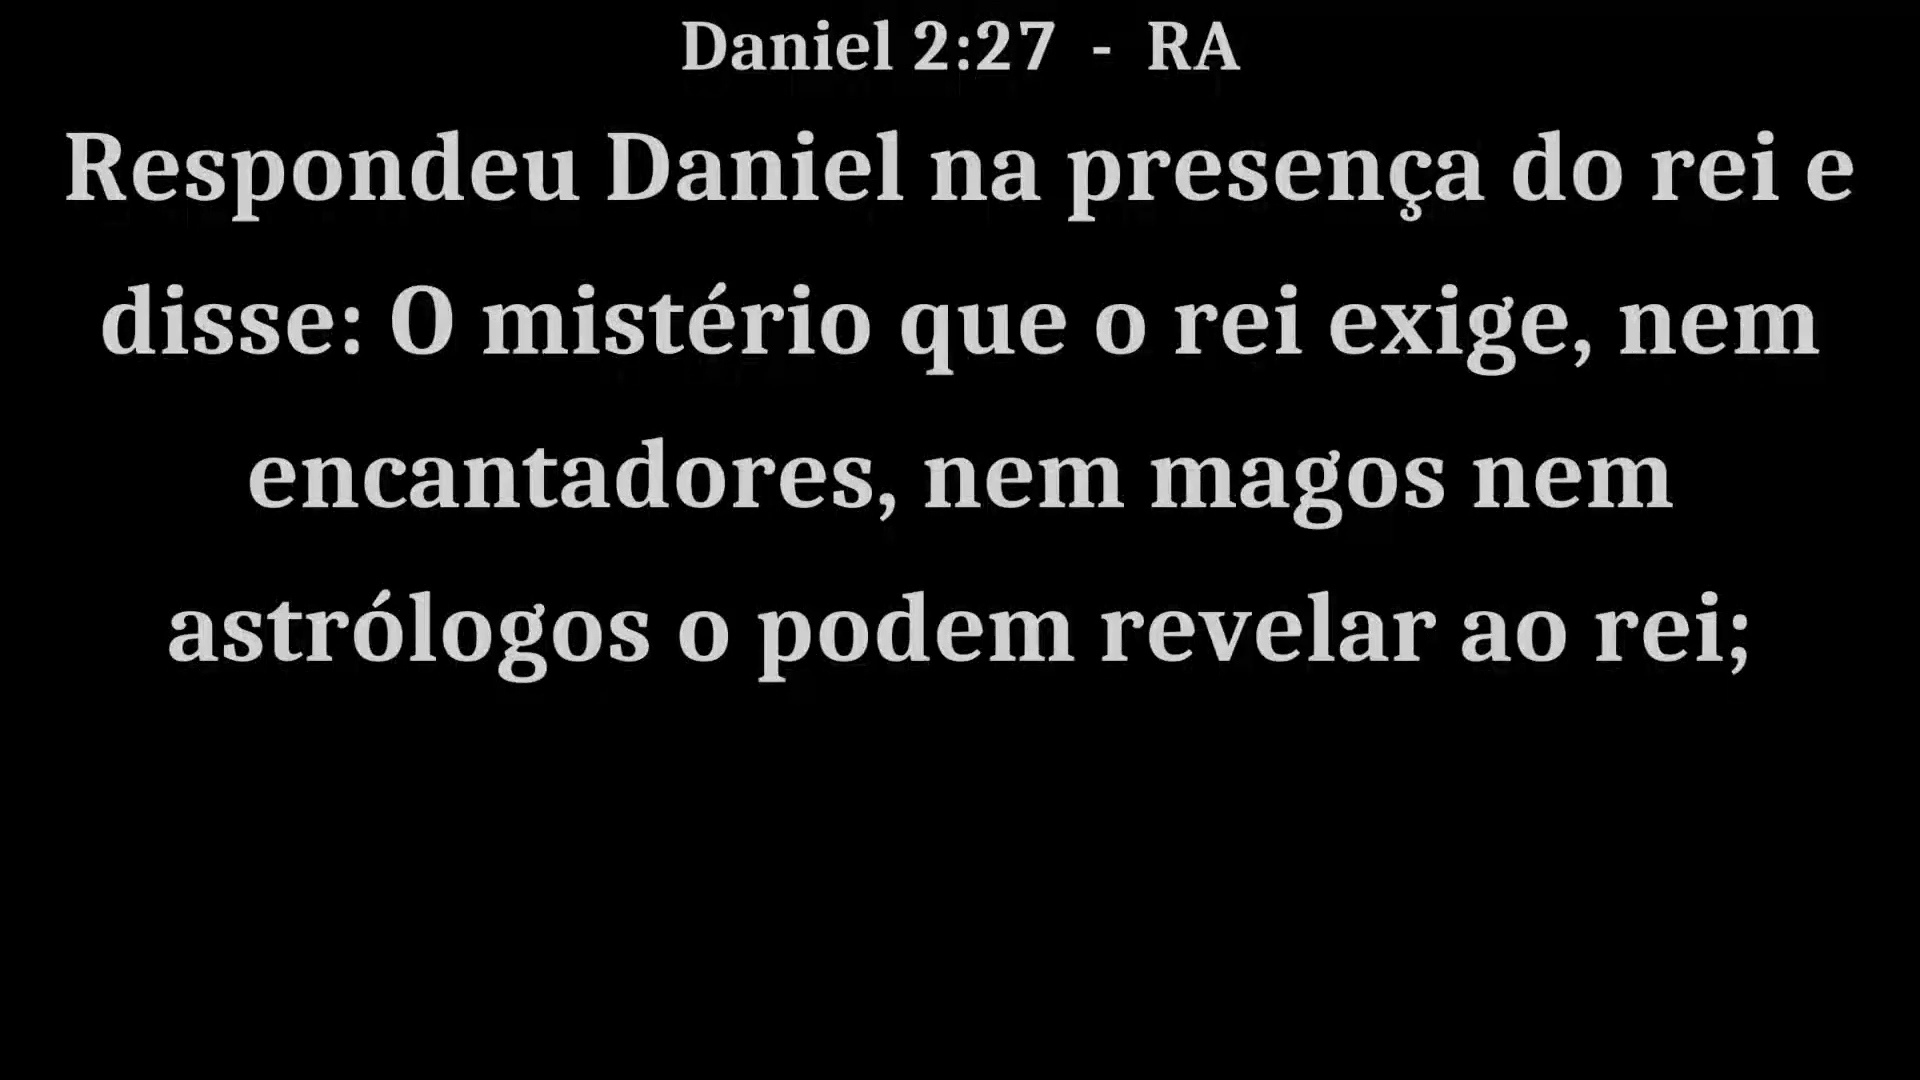 Daniel 2:27 - RA
Respondeu Daniel na presença do rei e
disse: O mistério que o rei exige, nem
encantadores, nem magos nem
astrólogos o podem revelar ao rei;